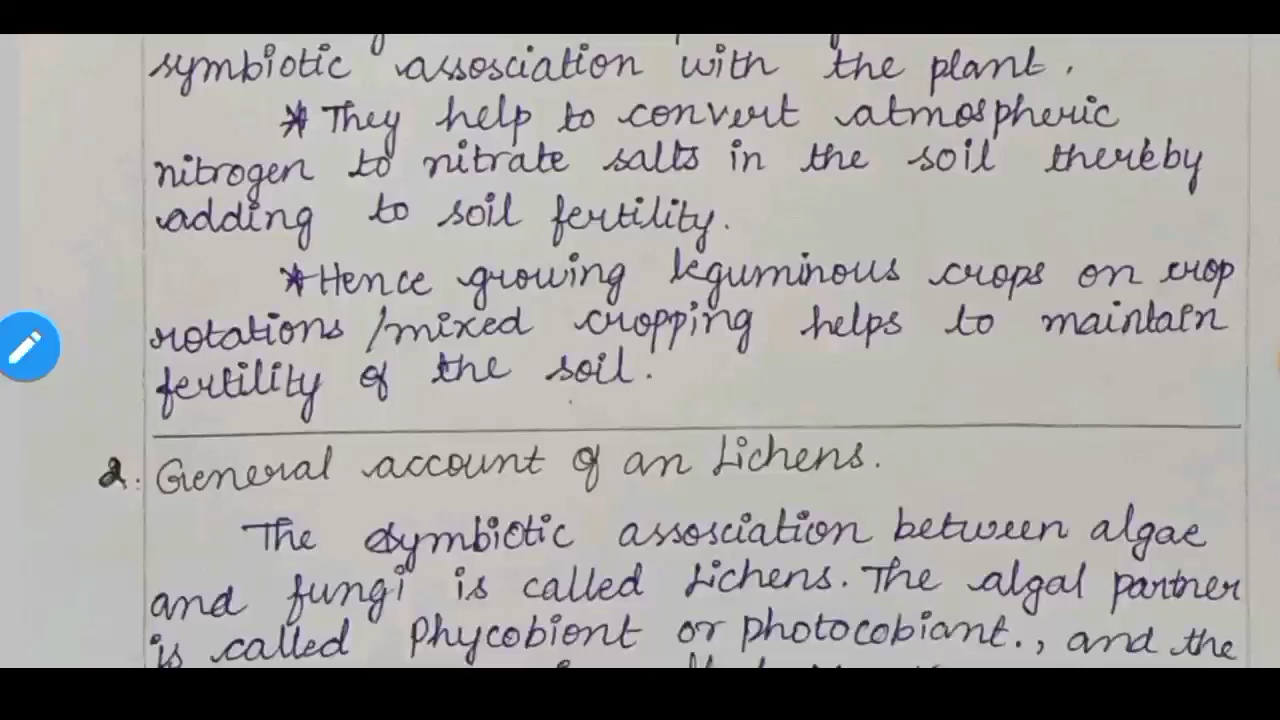 symbiotic assosciation with the plant.
* They help to convert atmospheric
nitrogen to nitrate salts in the soil thereby
adding to soil fertility.
* Hence growing leguminous crops on crop
rotations /mixed cropping helps to maintain
fertility of the soil.
2. General account of an Lichens.
The symbiotic assosciation between algae
and fungi is called Lichens. The algal partner
is called Phycobiont or photocobiant., and the